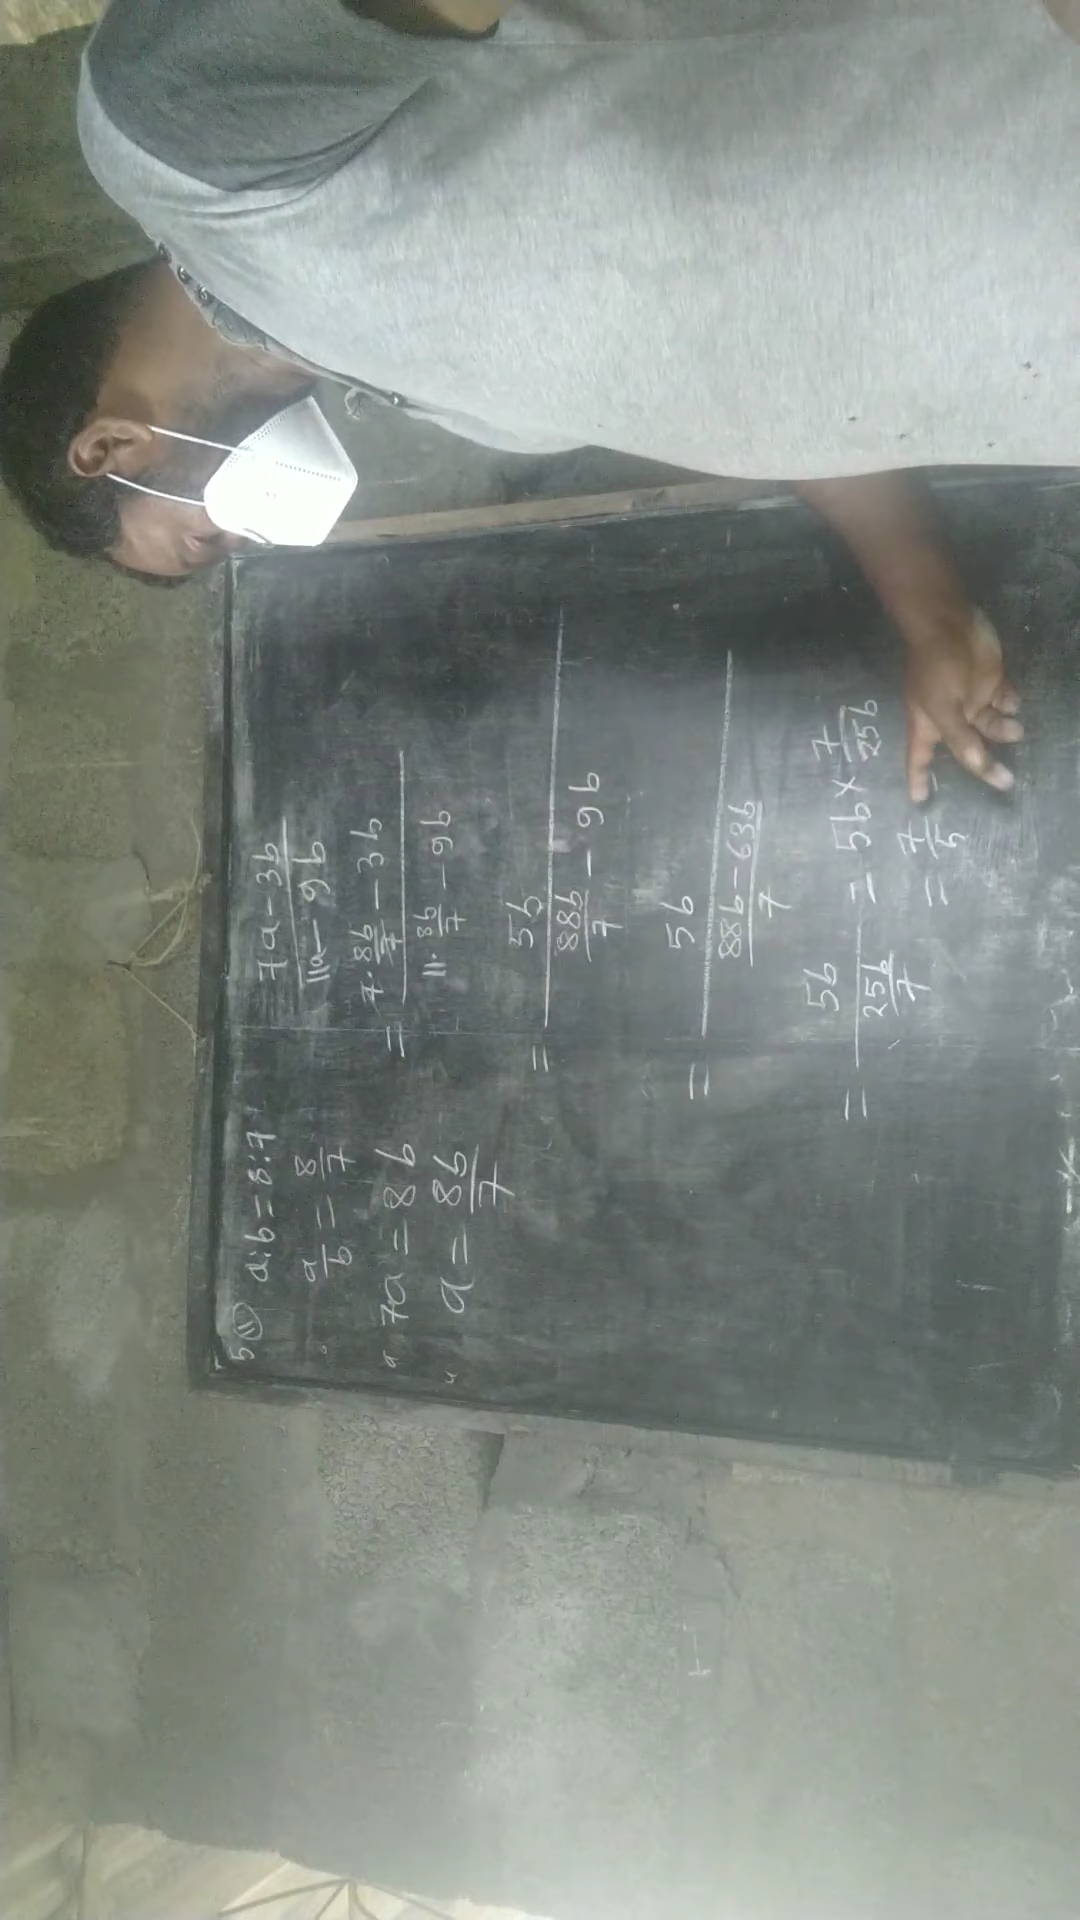 5 (ii) a:b = 8:7
a/b = 8/7
" 7a = 8b
" a = 8b/7
7a-3b/11a-9b
= 7·8b/7 - 3b / 11·8b/7 - 9b
= 5b / 88b/7 - 9b
= 5b / 88b-63b/7
= 5b / 25b/7 = 5b × 7/25b
= 7/5